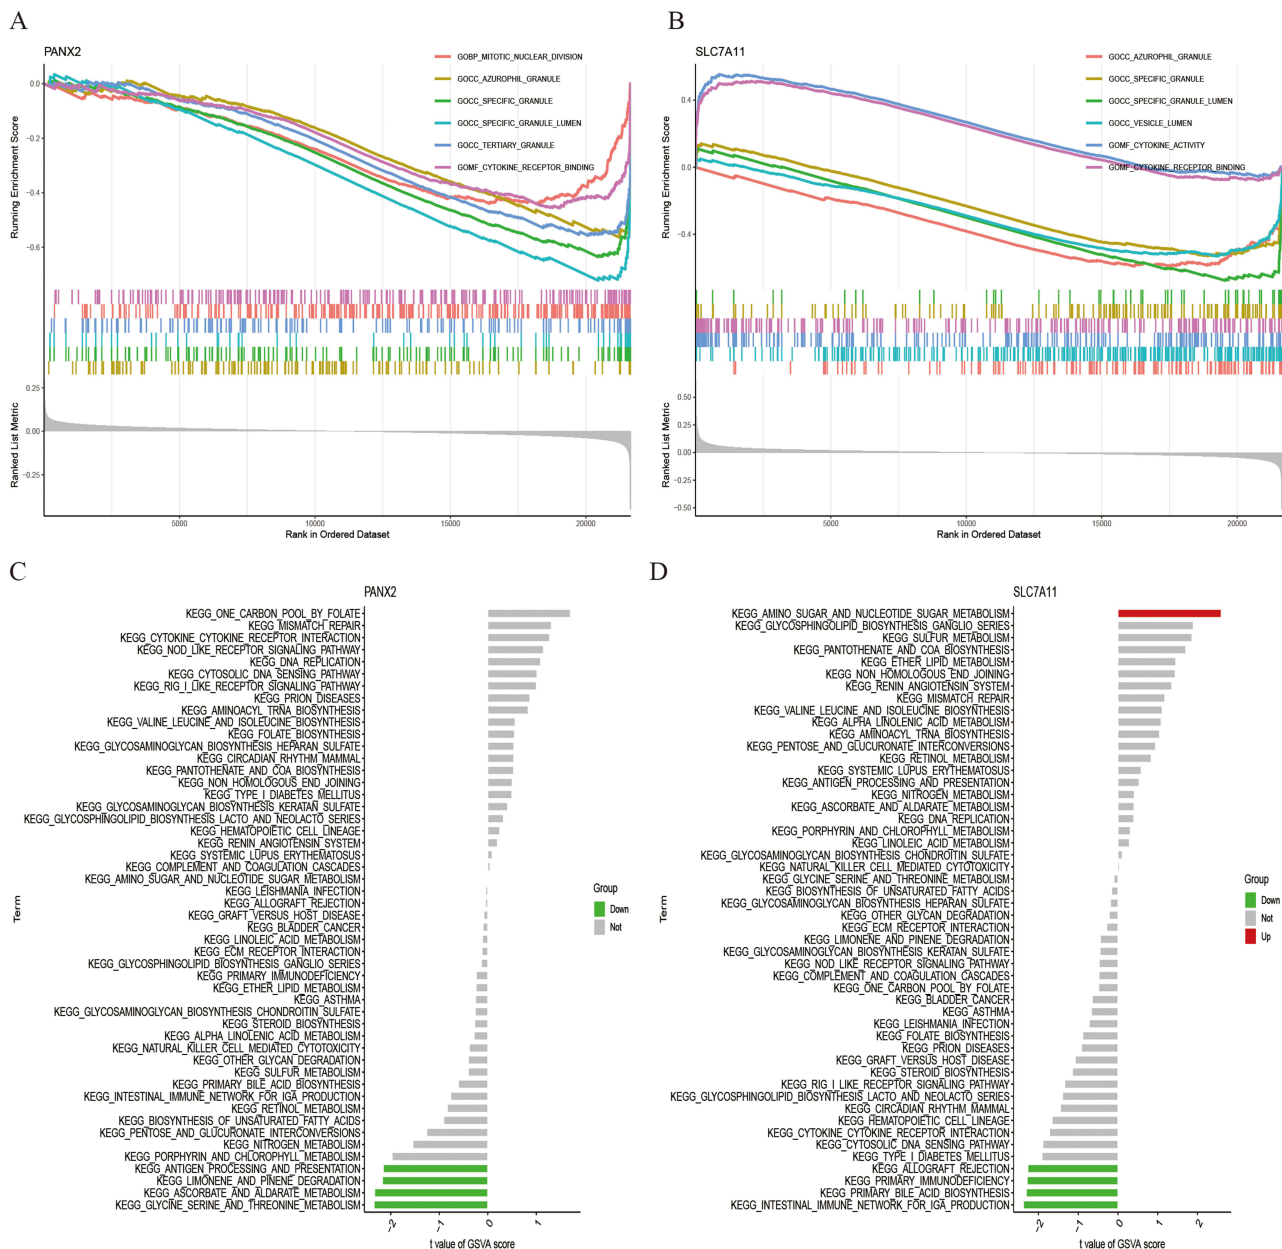 A
PANX2
GOBP_MITOTIC_NUCLEAR_DIVISION
GOCC_AZUROPHIL_GRANULE
GOCC_SPECIFIC_GRANULE
GOCC_SPECIFIC_GRANULE_LUMEN
GOCC_TERTIARY_GRANULE
GOMF_CYTOKINE_RECEPTOR_BINDING
Running Enrichment Score
0.0
-0.2
-0.4
-0.6
Ranked List Metric
0.25
0.00
-0.25
5000
10000
15000
20000
Rank in Ordered Dataset
B
SLC7A11
GOCC_AZUROPHIL_GRANULE
GOCC_SPECIFIC_GRANULE
GOCC_SPECIFIC_GRANULE_LUMEN
GOCC_VESICLE_LUMEN
GOMF_CYTOKINE_ACTIVITY
GOMF_CYTOKINE_RECEPTOR_BINDING
Running Enrichment Score
0.4
0.0
-0.4
Ranked List Metric
0.50
0.25
0.00
-0.25
-0.50
5000
10000
15000
20000
Rank in Ordered Dataset
C
PANX2
Term
KEGG_ONE_CARBON_POOL_BY_FOLATE
KEGG_MISMATCH_REPAIR
KEGG_CYTOKINE_CYTOKINE_RECEPTOR_INTERACTION
KEGG_NOD_LIKE_RECEPTOR_SIGNALING_PATHWAY
KEGG_DNA_REPLICATION
KEGG_CYTOSOLIC_DNA_SENSING_PATHWAY
KEGG_RIG_I_LIKE_RECEPTOR_SIGNALING_PATHWAY
KEGG_PRION_DISEASES
KEGG_AMINOACYL_TRNA_BIOSYNTHESIS
KEGG_VALINE_LEUCINE_AND_ISOLEUCINE_BIOSYNTHESIS
KEGG_FOLATE_BIOSYNTHESIS
KEGG_GLYCOSAMINOGLYCAN_BIOSYNTHESIS_HEPARAN_SULFATE
KEGG_CIRCADIAN_RHYTHM_MAMMAL
KEGG_PANTOTHENATE_AND_COA_BIOSYNTHESIS
KEGG_NON_HOMOLOGOUS_END_JOINING
KEGG_TYPE_I_DIABETES_MELLITUS
KEGG_GLYCOSAMINOGLYCAN_BIOSYNTHESIS_KERATAN_SULFATE
KEGG_GLYCOSPHINGOLIPID_BIOSYNTHESIS_LACTO_AND_NEOLACTO_SERIES
KEGG_HEMATOPOIETIC_CELL_LINEAGE
KEGG_RENIN_ANGIOTENSIN_SYSTEM
KEGG_SYSTEMIC_LUPUS_ERYTHEMATOSUS
KEGG_COMPLEMENT_AND_COAGULATION_CASCADES
KEGG_AMINO_SUGAR_AND_NUCLEOTIDE_SUGAR_METABOLISM
KEGG_LEISHMANIA_INFECTION
KEGG_ALLOGRAFT_REJECTION
KEGG_GRAFT_VERSUS_HOST_DISEASE
KEGG_BLADDER_CANCER
KEGG_LINOLEIC_ACID_METABOLISM
KEGG_ECM_RECEPTOR_INTERACTION
KEGG_GLYCOSPHINGOLIPID_BIOSYNTHESIS_GANGLIO_SERIES
KEGG_PRIMARY_IMMUNODEFICIENCY
KEGG_ETHER_LIPID_METABOLISM
KEGG_ASTHMA
KEGG_GLYCOSAMINOGLYCAN_BIOSYNTHESIS_CHONDROITIN_SULFATE
KEGG_STEROID_BIOSYNTHESIS
KEGG_ALPHA_LINOLENIC_ACID_METABOLISM
KEGG_NATURAL_KILLER_CELL_MEDIATED_CYTOTOXICITY
KEGG_OTHER_GLYCAN_DEGRADATION
KEGG_SULFUR_METABOLISM
KEGG_PRIMARY_BILE_ACID_BIOSYNTHESIS
KEGG_INTESTINAL_IMMUNE_NETWORK_FOR_IGA_PRODUCTION
KEGG_RETINOL_METABOLISM
KEGG_BIOSYNTHESIS_OF_UNSATURATED_FATTY_ACIDS
KEGG_PENTOSE_AND_GLUCURONATE_INTERCONVERSIONS
KEGG_NITROGEN_METABOLISM
KEGG_PORPHYRIN_AND_CHLOROPHYLL_METABOLISM
KEGG_ANTIGEN_PROCESSING_AND_PRESENTATION
KEGG_LIMONENE_AND_PINENE_DEGRADATION
KEGG_ASCORBATE_AND_ALDARATE_METABOLISM
KEGG_GLYCINE_SERINE_AND_THREONINE_METABOLISM
-2
-1
0
1
t value of GSVA score
Group
Down
Not
D
SLC7A11
Term
KEGG_AMINO_SUGAR_AND_NUCLEOTIDE_SUGAR_METABOLISM
KEGG_GLYCOSPHINGOLIPID_BIOSYNTHESIS_GANGLIO_SERIES
KEGG_SULFUR_METABOLISM
KEGG_PANTOTHENATE_AND_COA_BIOSYNTHESIS
KEGG_ETHER_LIPID_METABOLISM
KEGG_NON_HOMOLOGOUS_END_JOINING
KEGG_RENIN_ANGIOTENSIN_SYSTEM
KEGG_MISMATCH_REPAIR
KEGG_VALINE_LEUCINE_AND_ISOLEUCINE_BIOSYNTHESIS
KEGG_ALPHA_LINOLENIC_ACID_METABOLISM
KEGG_AMINOACYL_TRNA_BIOSYNTHESIS
KEGG_PENTOSE_AND_GLUCURONATE_INTERCONVERSIONS
KEGG_RETINOL_METABOLISM
KEGG_SYSTEMIC_LUPUS_ERYTHEMATOSUS
KEGG_ANTIGEN_PROCESSING_AND_PRESENTATION
KEGG_NITROGEN_METABOLISM
KEGG_ASCORBATE_AND_ALDARATE_METABOLISM
KEGG_DNA_REPLICATION
KEGG_PORPHYRIN_AND_CHLOROPHYLL_METABOLISM
KEGG_LINOLEIC_ACID_METABOLISM
KEGG_GLYCOSAMINOGLYCAN_BIOSYNTHESIS_CHONDROITIN_SULFATE
KEGG_NATURAL_KILLER_CELL_MEDIATED_CYTOTOXICITY
KEGG_GLYCINE_SERINE_AND_THREONINE_METABOLISM
KEGG_BIOSYNTHESIS_OF_UNSATURATED_FATTY_ACIDS
KEGG_GLYCOSAMINOGLYCAN_BIOSYNTHESIS_HEPARAN_SULFATE
KEGG_OTHER_GLYCAN_DEGRADATION
KEGG_ECM_RECEPTOR_INTERACTION
KEGG_LIMONENE_AND_PINENE_DEGRADATION
KEGG_GLYCOSAMINOGLYCAN_BIOSYNTHESIS_KERATAN_SULFATE
KEGG_NOD_LIKE_RECEPTOR_SIGNALING_PATHWAY
KEGG_COMPLEMENT_AND_COAGULATION_CASCADES
KEGG_ONE_CARBON_POOL_BY_FOLATE
KEGG_BLADDER_CANCER
KEGG_ASTHMA
KEGG_LEISHMANIA_INFECTION
KEGG_FOLATE_BIOSYNTHESIS
KEGG_PRION_DISEASES
KEGG_GRAFT_VERSUS_HOST_DISEASE
KEGG_STEROID_BIOSYNTHESIS
KEGG_RIG_I_LIKE_RECEPTOR_SIGNALING_PATHWAY
KEGG_GLYCOSPHINGOLIPID_BIOSYNTHESIS_LACTO_AND_NEOLACTO_SERIES
KEGG_CIRCADIAN_RHYTHM_MAMMAL
KEGG_HEMATOPOIETIC_CELL_LINEAGE
KEGG_CYTOKINE_CYTOKINE_RECEPTOR_INTERACTION
KEGG_CYTOSOLIC_DNA_SENSING_PATHWAY
KEGG_TYPE_I_DIABETES_MELLITUS
KEGG_ALLOGRAFT_REJECTION
KEGG_PRIMARY_IMMUNODEFICIENCY
KEGG_PRIMARY_BILE_ACID_BIOSYNTHESIS
KEGG_INTESTINAL_IMMUNE_NETWORK_FOR_IGA_PRODUCTION
-2
-1
0
1
2
t value of GSVA score
Group
Down
Not
Up